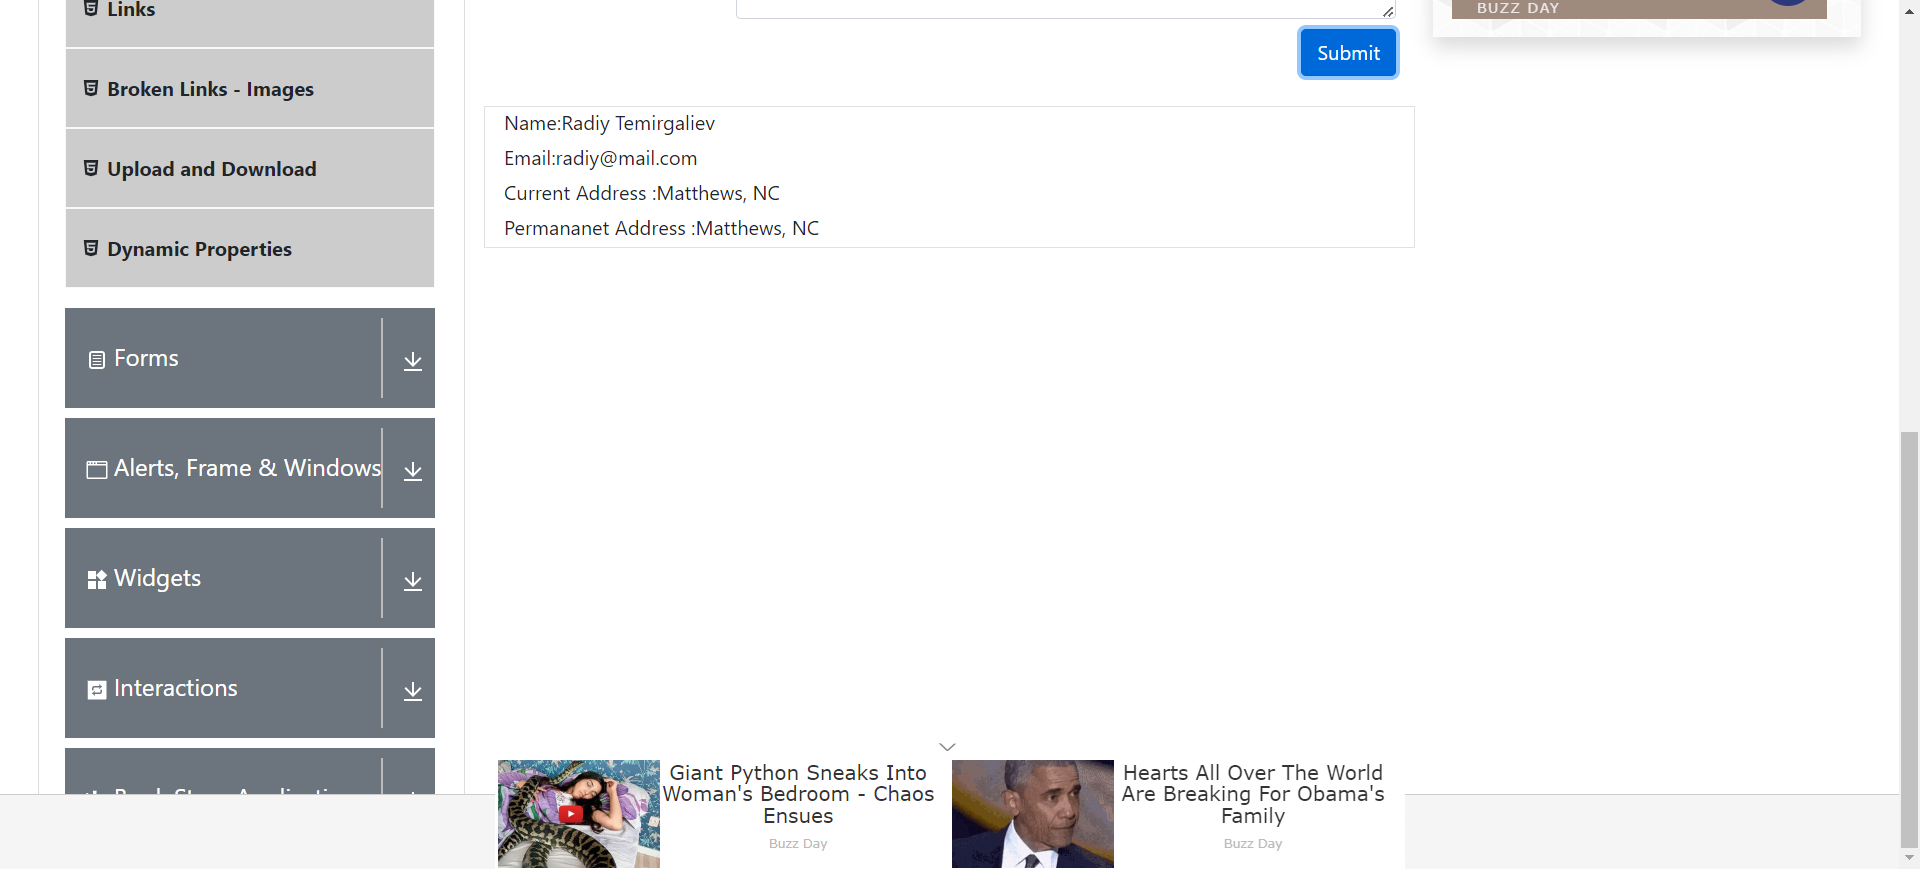 Links
Broken Links - Images
Upload and Download
Dynamic Properties
Forms
Alerts, Frame & Windows
Widgets
Interactions
Submit
Name:Radiy Temirgaliev
Email:radiy@mail.com
Current Address :Matthews, NC
Permananet Address :Matthews, NC
BUZZ DAY
Giant Python Sneaks Into
Woman's Bedroom - Chaos
Ensues
Buzz Day
Hearts All Over The World
Are Breaking For Obama's
Family
Buzz Day